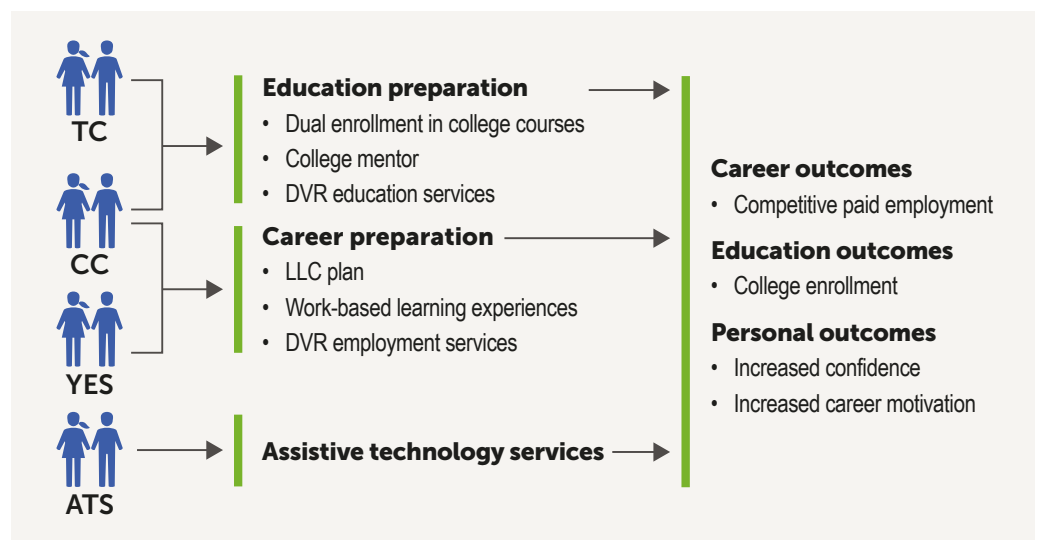 TC
CC
YES
ATS
Education preparation
• Dual enrollment in college courses
• College mentor
• DVR education services
Career preparation
• LLC plan
• Work-based learning experiences
• DVR employment services
Assistive technology services
Career outcomes
• Competitive paid employment
Education outcomes
• College enrollment
Personal outcomes
• Increased confidence
• Increased career motivation